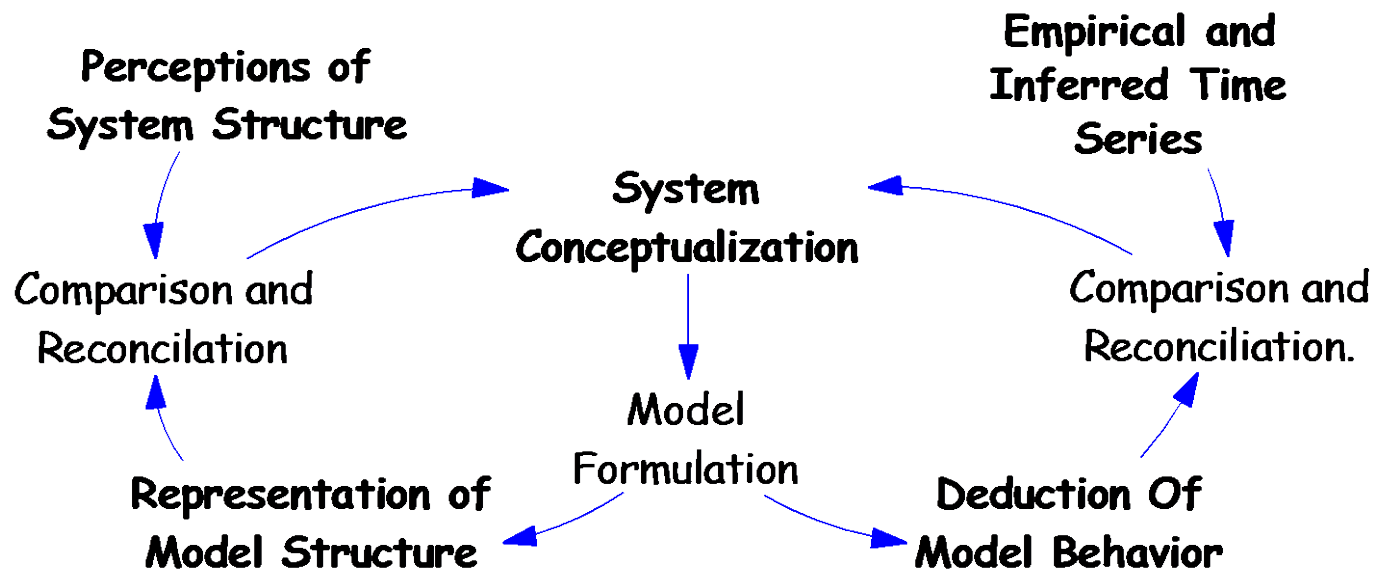 Perceptions of
System Structure
Empirical and
Inferred Time
Series
System
Conceptualization
Comparison and
Reconcilation
Comparison and
Reconciliation.
Model
Formulation
Representation of
Model Structure
Deduction Of
Model Behavior